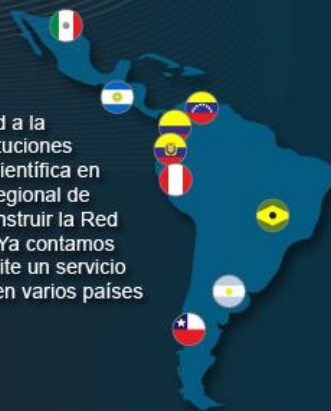 d a la
tuciones
ientífica en
egional de
nstruir la Red
Ya contamos
ite un servicio
en varios países